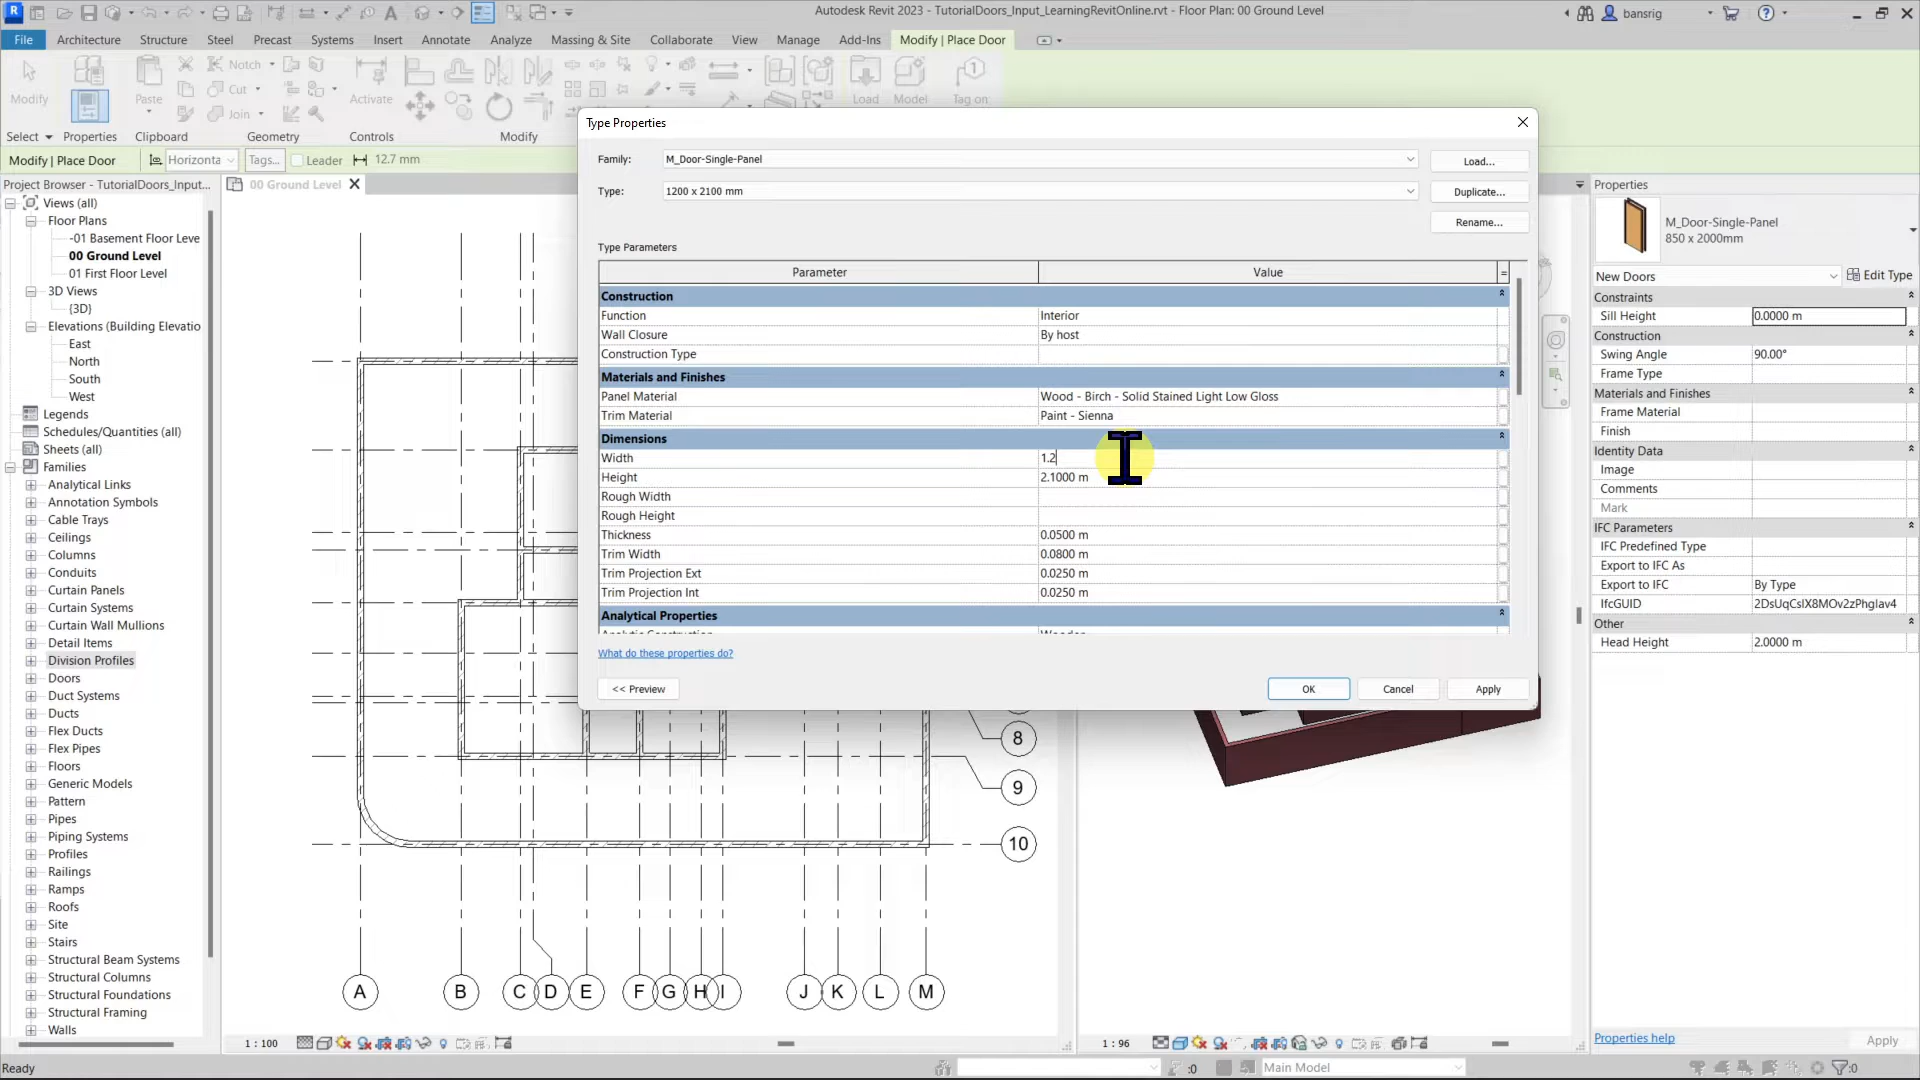 Autodesk Revit 2023 - TutorialDoors_Input_LearningRevitOnline.rvt - Floor Plan: 00 Ground Level
bansrig
File Architecture Structure Steel Precast Systems Insert Annotate Analyze Massing & Site Collaborate View Manage Add-Ins Modify | Place Door
Modify
Paste
Notch
Cut
Join
Activate
Load
Model
Tag on
Select Properties Clipboard Geometry Controls Modify
Modify | Place Door Horizonta Tags... Leader 12.7 mm
Project Browser - TutorialDoors_Input...
Views (all)
Floor Plans
-01 Basement Floor Leve
00 Ground Level
01 First Floor Level
3D Views
{3D}
Elevations (Building Elevatio
East
North
South
West
Legends
Schedules/Quantities (all)
Sheets (all)
Families
Analytical Links
Annotation Symbols
Cable Trays
Ceilings
Columns
Conduits
Curtain Panels
Curtain Systems
Curtain Wall Mullions
Detail Items
Division Profiles
Doors
Duct Systems
Ducts
Flex Ducts
Flex Pipes
Floors
Generic Models
Pattern
Pipes
Piping Systems
Profiles
Railings
Ramps
Roofs
Site
Stairs
Structural Beam Systems
Structural Columns
Structural Foundations
Structural Framing
Walls
00 Ground Level
Type Properties
Family: M_Door-Single-Panel Load...
Type: 1200 x 2100 mm Duplicate...
Rename...
Type Parameters
Parameter Value =
Construction
Function Interior
Wall Closure By host
Construction Type
Materials and Finishes
Panel Material Wood - Birch - Solid Stained Light Low Gloss
Trim Material Paint - Sienna
Dimensions
Width 1.2
Height 2.1000 m
Rough Width
Rough Height
Thickness 0.0500 m
Trim Width 0.0800 m
Trim Projection Ext 0.0250 m
Trim Projection Int 0.0250 m
Analytical Properties
What do these properties do?
<< Preview OK Cancel Apply
8
9
10
A B C D E F G H I J K L M
1 : 100
1 : 96
Properties
M_Door-Single-Panel
850 x 2000mm
New Doors Edit Type
Constraints
Sill Height 0.0000 m
Construction
Swing Angle 90.00°
Frame Type
Materials and Finishes
Frame Material
Finish
Identity Data
Image
Comments
Mark
IFC Parameters
IFC Predefined Type
Export to IFC As
Export to IFC By Type
IfcGUID 2DsUqCsIX8MOv2zPhgIav4
Other
Head Height 2.0000 m
Properties help Apply
Ready :0 Main Model :0